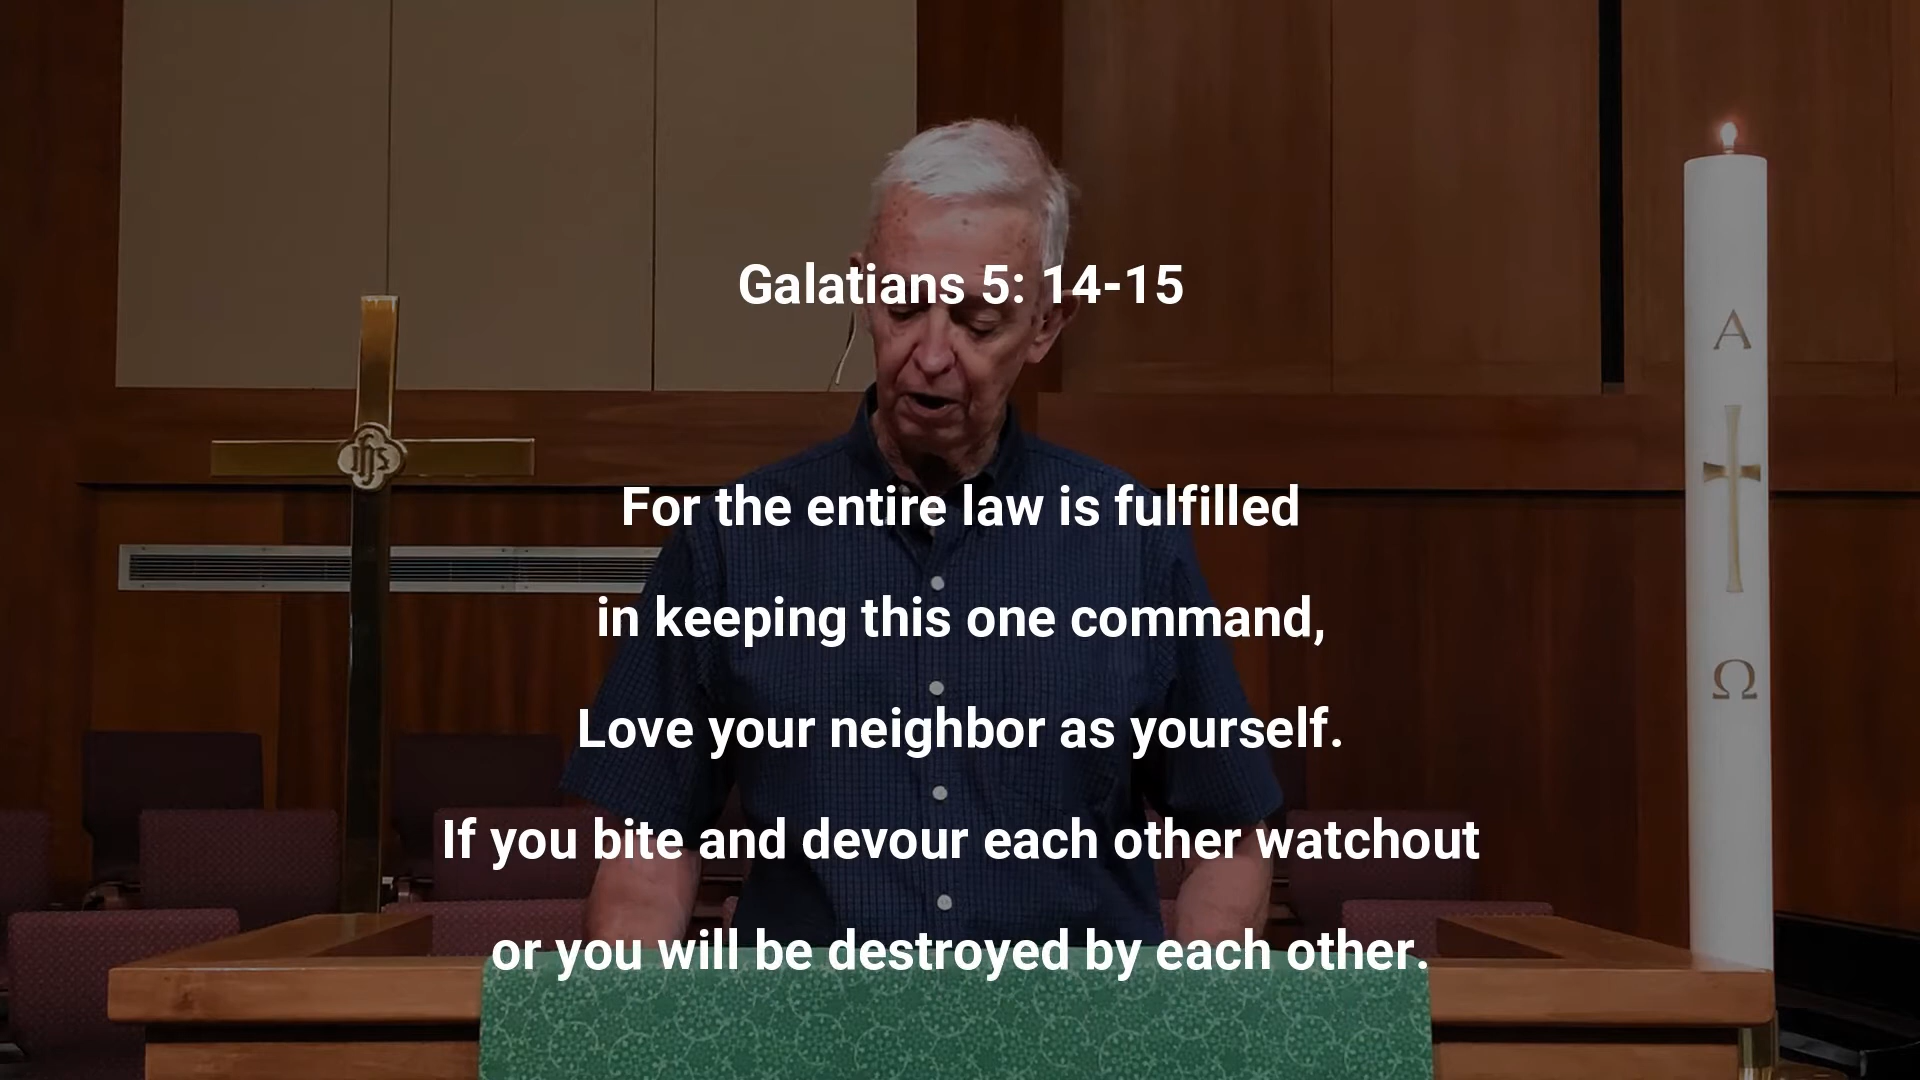 Galatians 5: 14-15
For the entire law is fulfilled
in keeping this one command,
Love your neighbor as yourself.
If you bite and devour each other watchout
or you will be destroyed by each other.
IHS
Α
Ω